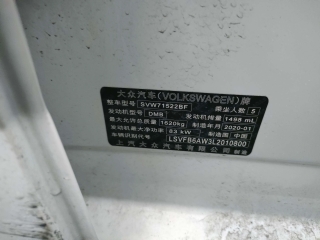 大众汽车(VOLKSWAGEN)牌
整车型号 SVW71522BF 乘坐人数 5
发动机型号 DMB 发动机排量 1498 mL
最大允许总质量 1620kg 制造年月 2020-01
发动机最大净功率 83 kW 制造国 中国
车辆识别代号 LSVFB6AW3L2010800
上汽大众汽车有限公司 制造